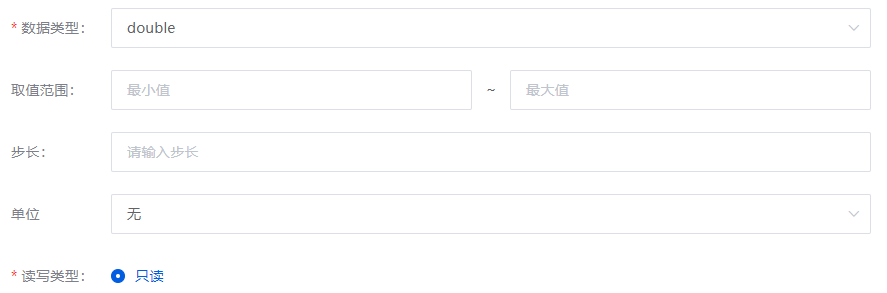 * 数据类型： double
取值范围： 最小值 ~ 最大值
步长： 请输入步长
单位 无
* 读写类型： 只读